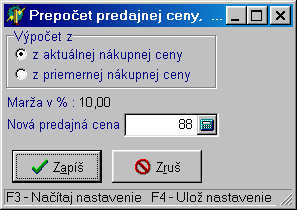 Prepočet predajnej ceny, ...
Výpočet z
z aktuálnej nákupnej ceny
z priemernej nákupnej ceny
Marža v % : 10,00
Nová predajná cena 88
Zapíš Zruš
F3 - Načítaj nastavenie F4 - Ulož nastavenie